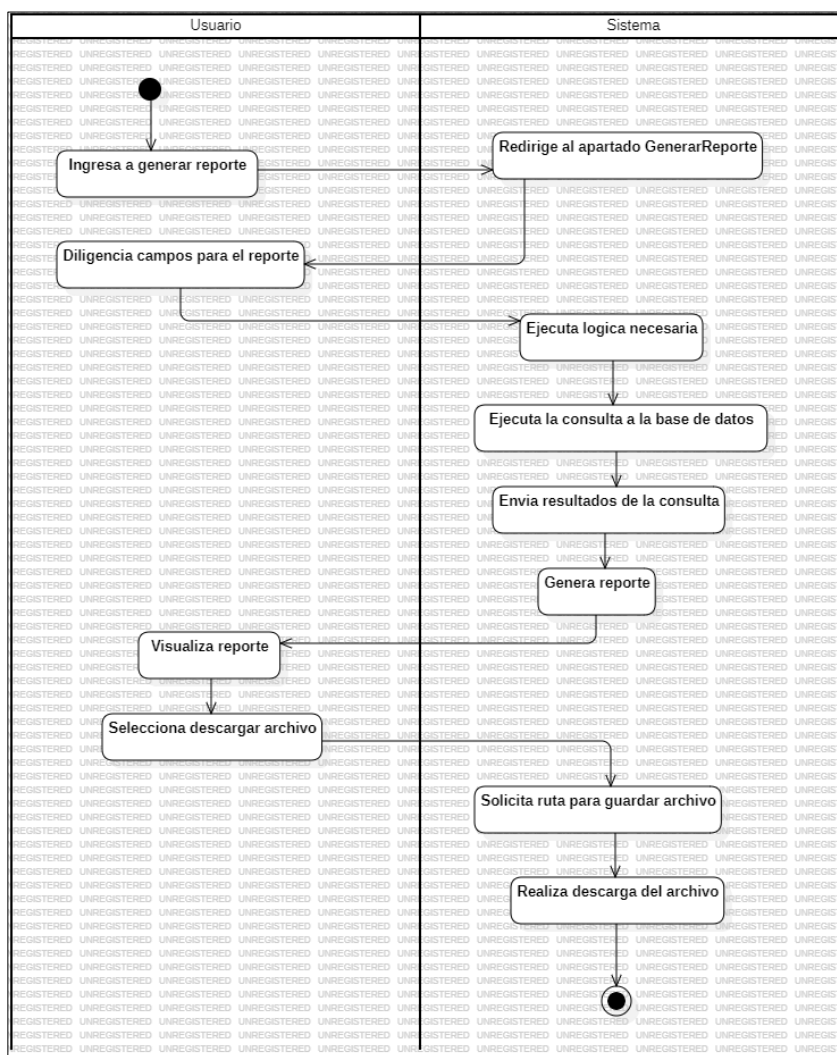 Usuario
Sistema
Ingresa a generar reporte
Redirige al apartado GenerarReporte
Diligencia campos para el reporte
Ejecuta logica necesaria
Ejecuta la consulta a la base de datos
Envia resultados de la consulta
Genera reporte
Visualiza reporte
Selecciona descargar archivo
Solicita ruta para guardar archivo
Realiza descarga del archivo
UNREGISTERED